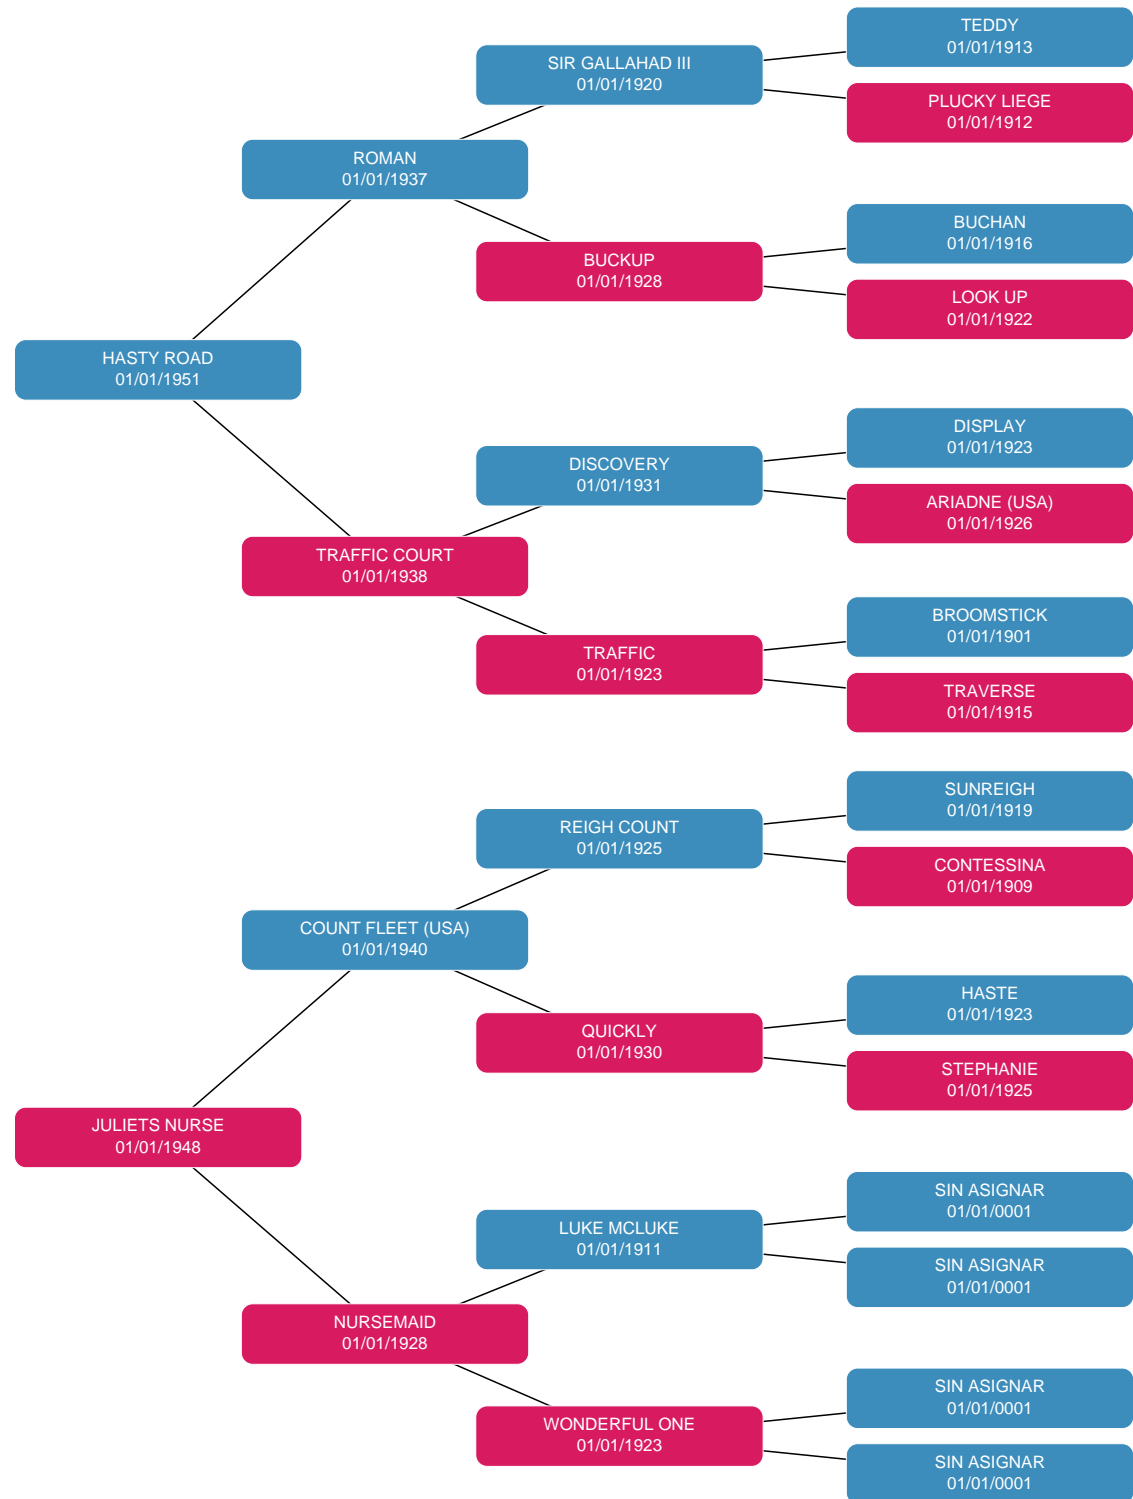 TEDDY
01/01/1913
SIR GALLAHAD III
01/01/1920
PLUCKY LIEGE
01/01/1912
ROMAN
01/01/1937
BUCHAN
01/01/1916
BUCKUP
01/01/1928
LOOK UP
01/01/1922
HASTY ROAD
01/01/1951
DISPLAY
01/01/1923
DISCOVERY
01/01/1931
ARIADNE (USA)
01/01/1926
TRAFFIC COURT
01/01/1938
BROOMSTICK
01/01/1901
TRAFFIC
01/01/1923
TRAVERSE
01/01/1915
SUNREIGH
01/01/1919
REIGH COUNT
01/01/1925
CONTESSINA
01/01/1909
COUNT FLEET (USA)
01/01/1940
HASTE
01/01/1923
QUICKLY
01/01/1930
STEPHANIE
01/01/1925
JULIETS NURSE
01/01/1948
SIN ASIGNAR
01/01/0001
LUKE MCLUKE
01/01/1911
SIN ASIGNAR
01/01/0001
NURSEMAID
01/01/1928
SIN ASIGNAR
01/01/0001
WONDERFUL ONE
01/01/1923
SIN ASIGNAR
01/01/0001